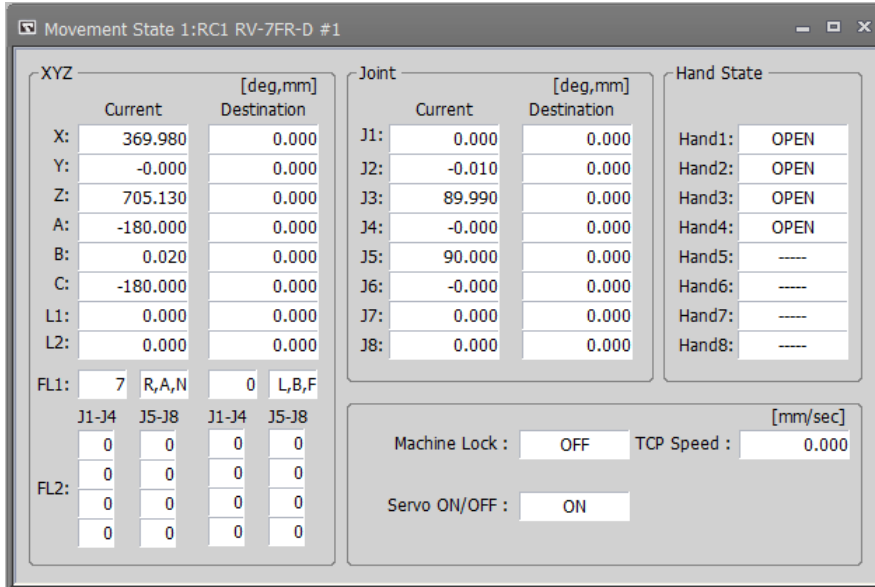 Movement State 1:RC1 RV-7FR-D #1
XYZ
[deg,mm]
Current Destination
X: 369.980 0.000
Y: -0.000 0.000
Z: 705.130 0.000
A: -180.000 0.000
B: 0.020 0.000
C: -180.000 0.000
L1: 0.000 0.000
L2: 0.000 0.000
FL1: 7 R,A,N 0 L,B,F
J1-J4 J5-J8 J1-J4 J5-J8
0 0 0 0
0 0 0 0
FL2:
0 0 0 0
0 0 0 0
Joint
[deg,mm]
Current Destination
J1: 0.000 0.000
J2: -0.010 0.000
J3: 89.990 0.000
J4: -0.000 0.000
J5: 90.000 0.000
J6: -0.000 0.000
J7: 0.000 0.000
J8: 0.000 0.000
Hand State
Hand1: OPEN
Hand2: OPEN
Hand3: OPEN
Hand4: OPEN
Hand5: -----
Hand6: -----
Hand7: -----
Hand8: -----
[mm/sec]
Machine Lock : OFF TCP Speed : 0.000
Servo ON/OFF : ON